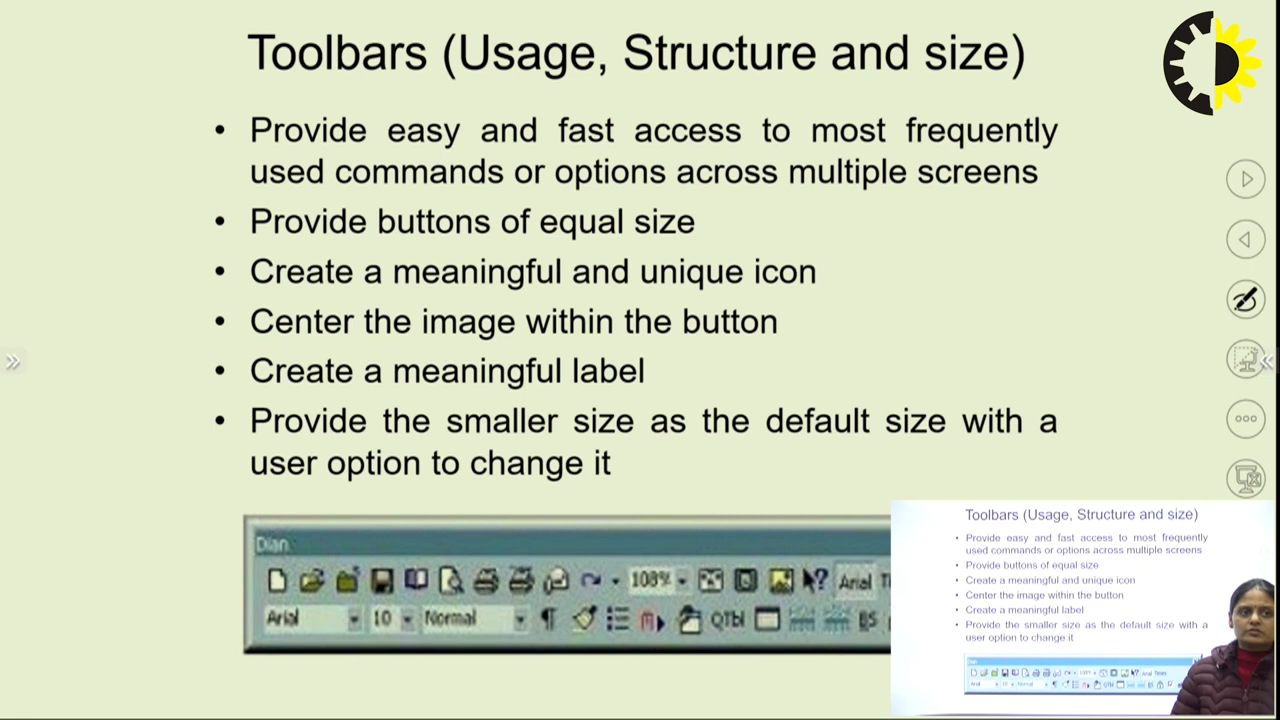 Toolbars (Usage, Structure and size)
• Provide easy and fast access to most frequently
used commands or options across multiple screens
• Provide buttons of equal size
• Create a meaningful and unique icon
• Center the image within the button
• Create a meaningful label
• Provide the smaller size as the default size with a
user option to change it
Dian
108%
Arial
Arial 10 Normal QTbl BS
Toolbars (Usage, Structure and size)
• Provide easy and fast access to most frequently
used commands or options across multiple screens
• Provide buttons of equal size
• Create a meaningful and unique icon
• Center the image within the button
• Create a meaningful label
• Provide the smaller size as the default size with a
user option to change it